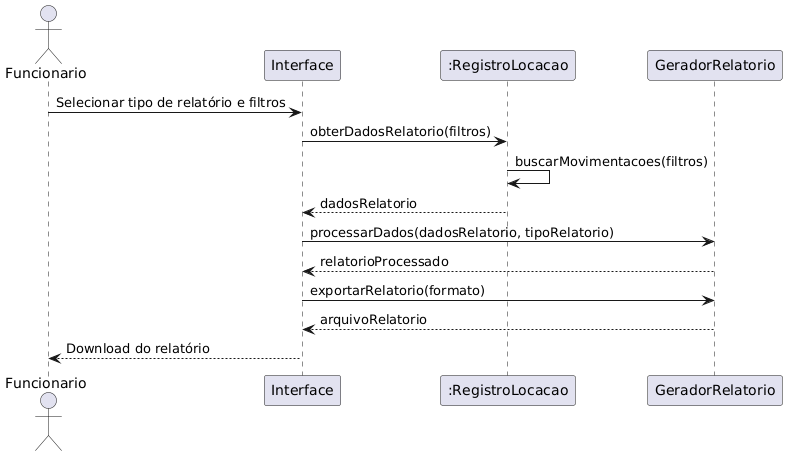 Funcionario
Interface
:RegistroLocacao
GeradorRelatorio
Selecionar tipo de relatório e filtros
obterDadosRelatorio(filtros)
buscarMovimentacoes(filtros)
dadosRelatorio
processarDados(dadosRelatorio, tipoRelatorio)
relatorioProcessado
exportarRelatorio(formato)
arquivoRelatorio
Download do relatório
Funcionario
Interface
:RegistroLocacao
GeradorRelatorio